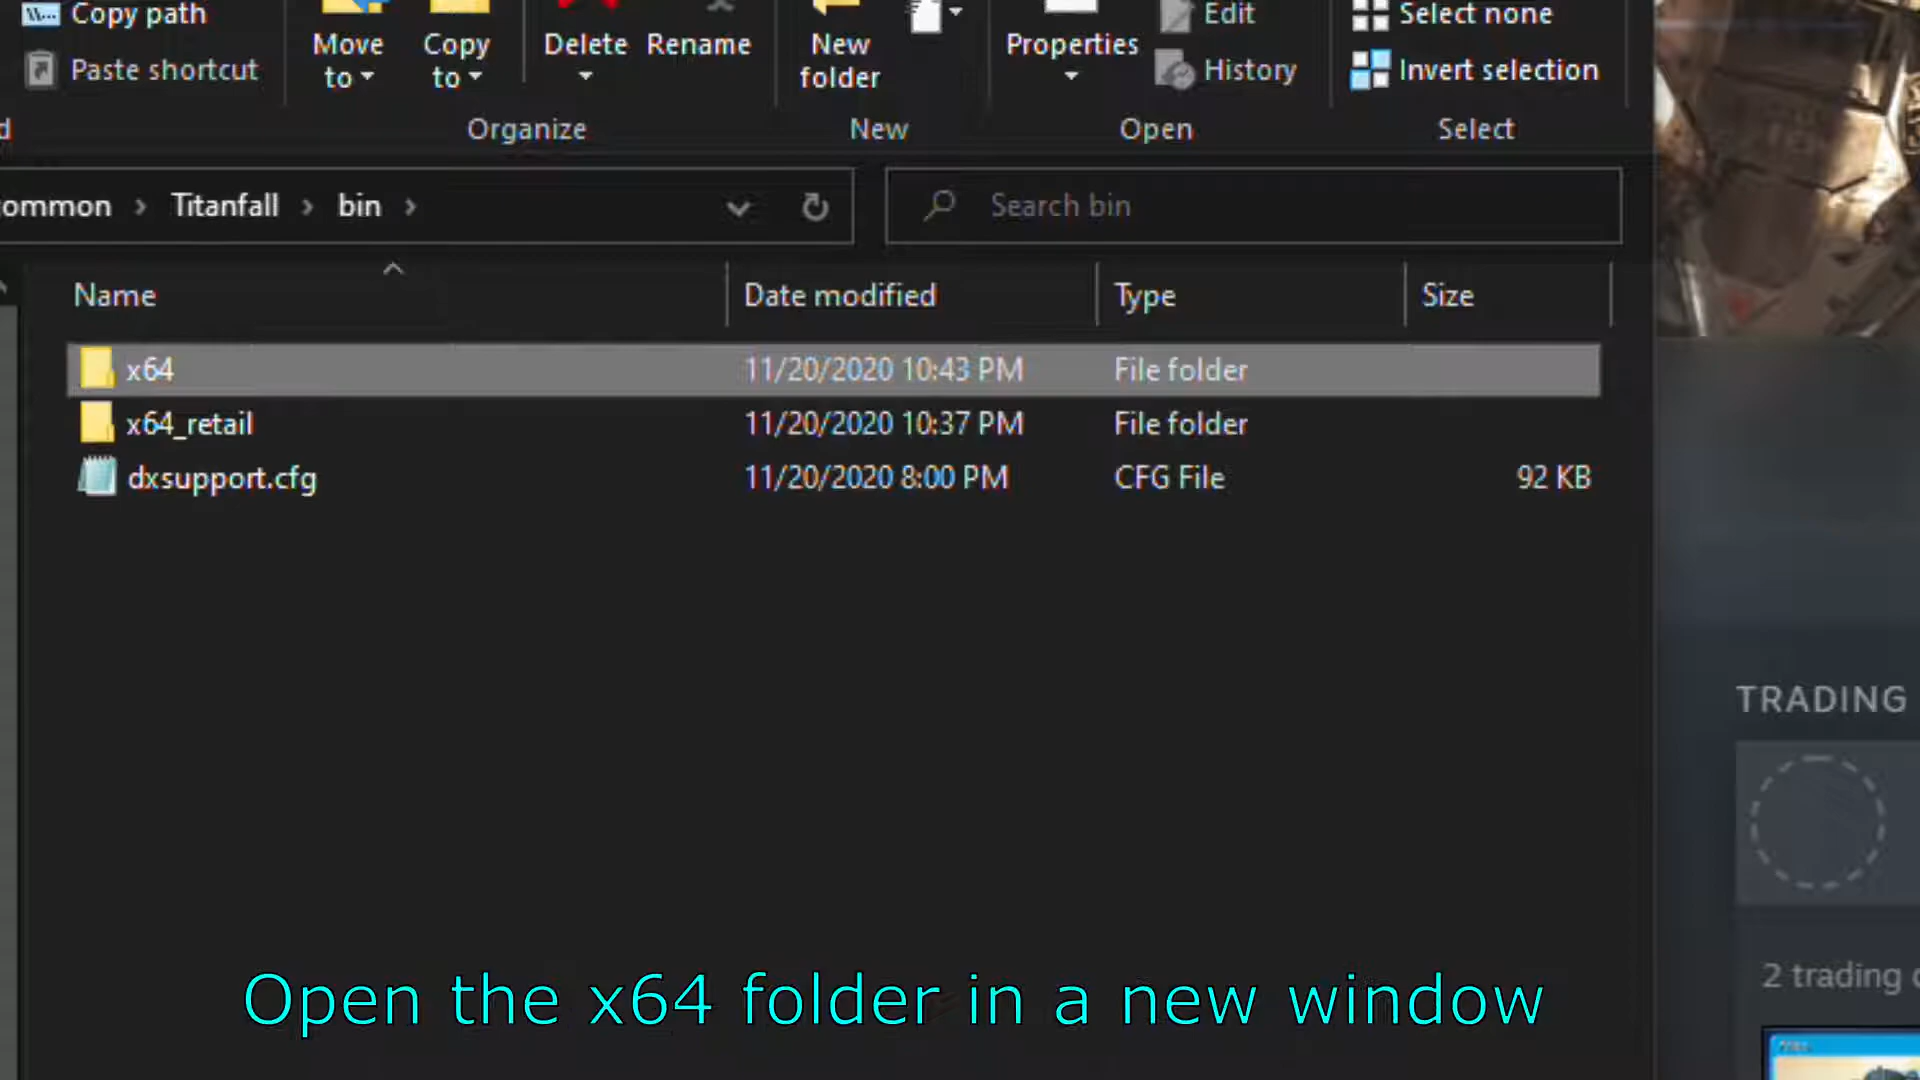 Copy path
Paste shortcut
Move to
Copy to
Delete
Rename
New folder
Properties
Edit
History
Select none
Invert selection
Organize
New
Open
Select
Titanfall › bin ›
Search bin
Name Date modified Type Size
x64 11/20/2020 10:43 PM File folder
x64_retail 11/20/2020 10:37 PM File folder
dxsupport.cfg 11/20/2020 8:00 PM CFG File 92 KB
TRADING
2 trading
Open the x64 folder in a new window